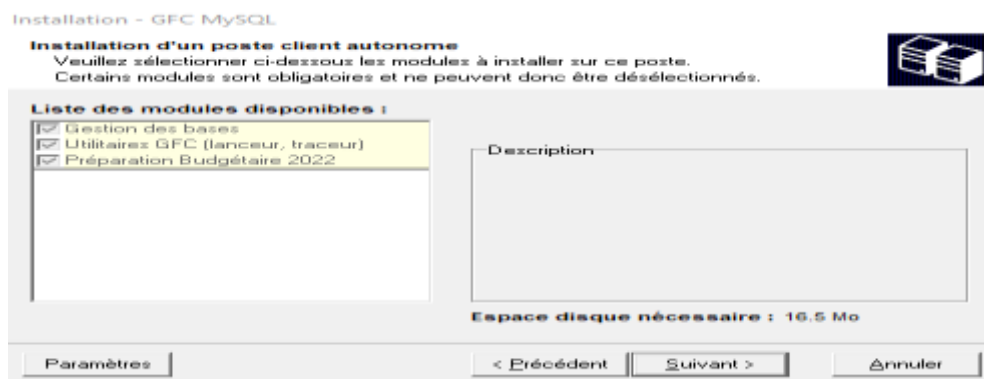 Installation - GFC MySQL
Installation d'un poste client autonome
Veuillez sélectionner ci-dessous les modules à installer sur ce poste.
Certains modules sont obligatoires et ne peuvent donc être désélectionnés.
Liste des modules disponibles :
Gestion des bases
Utilitaires GFC (lanceur, traceur)
Préparation Budgétaire 2022
Description
Espace disque nécessaire : 16.5 Mo
Paramètres
< Précédent
Suivant >
Annuler